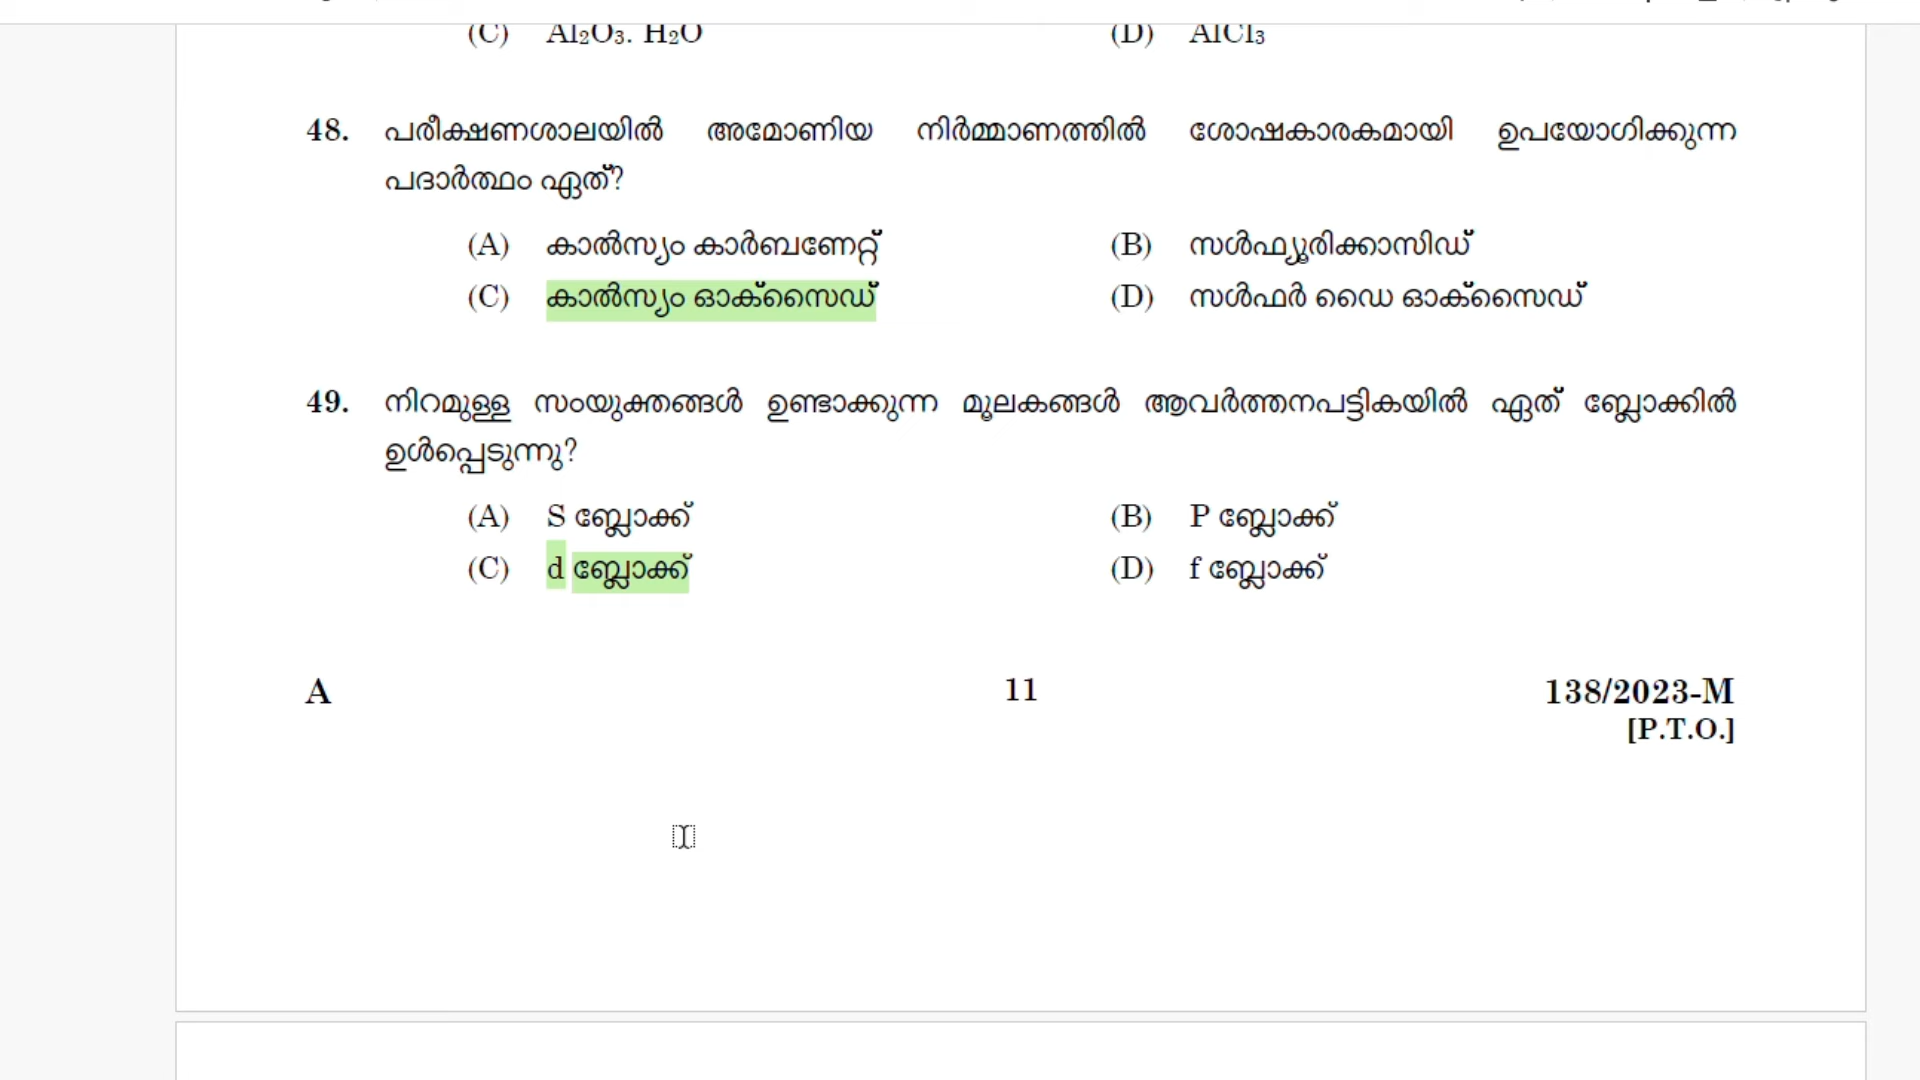 (C) Al₂O₃. H₂O (D) AlCl₃
48. പരീക്ഷണശാലയിൽ അമോണിയ നിർമ്മാണത്തിൽ ശോഷകാരകമായി ഉപയോഗിക്കുന്ന
പദാർത്ഥം ഏത്?
(A) കാൽസ്യം കാർബണേറ്റ് (B) സൾഫ്യൂരിക്കാസിഡ്
(C) കാൽസ്യം ഓക്സൈഡ് (D) സൾഫർ ഡൈ ഓക്സൈഡ്
49. നിറമുള്ള സംയുക്തങ്ങൾ ഉണ്ടാക്കുന്ന മൂലകങ്ങൾ ആവർത്തനപട്ടികയിൽ ഏത് ബ്ലോക്കിൽ
ഉൾപ്പെടുന്നു?
(A) S ബ്ലോക്ക് (B) P ബ്ലോക്ക്
(C) d ബ്ലോക്ക് (D) f ബ്ലോക്ക്
A 11 138/2023-M
[P.T.O.]